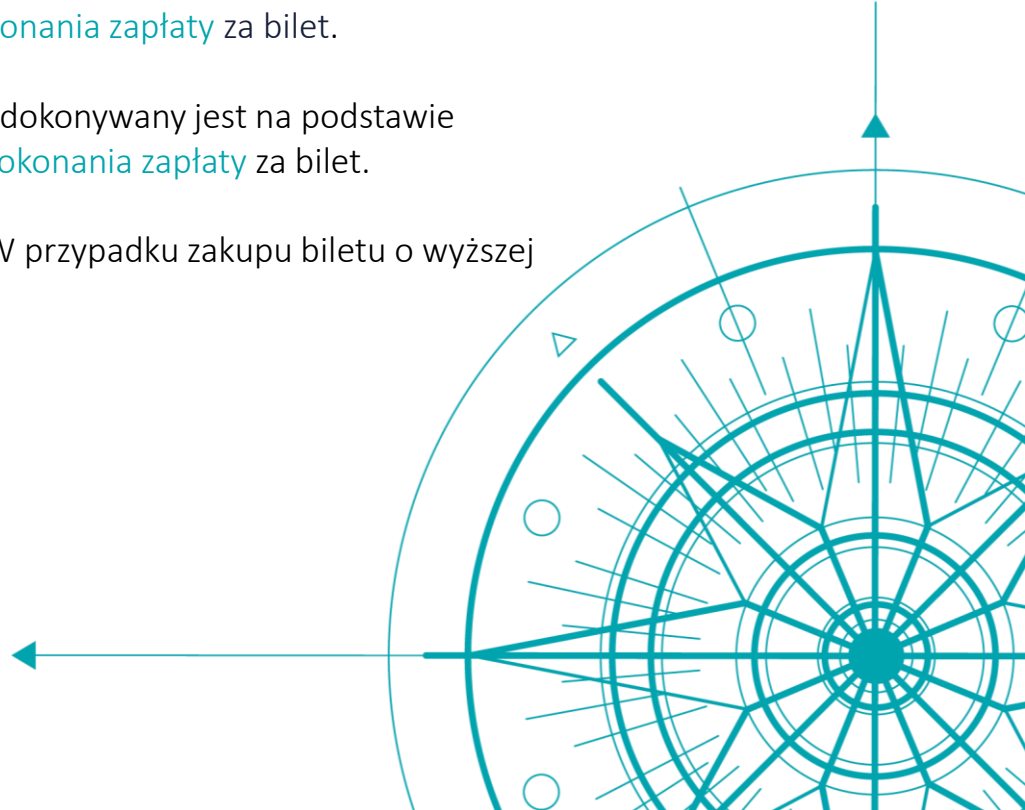 onania zapłaty za bilet.
dokonywany jest na podstawie
okonania zapłaty za bilet.
W przypadku zakupu biletu o wyższej